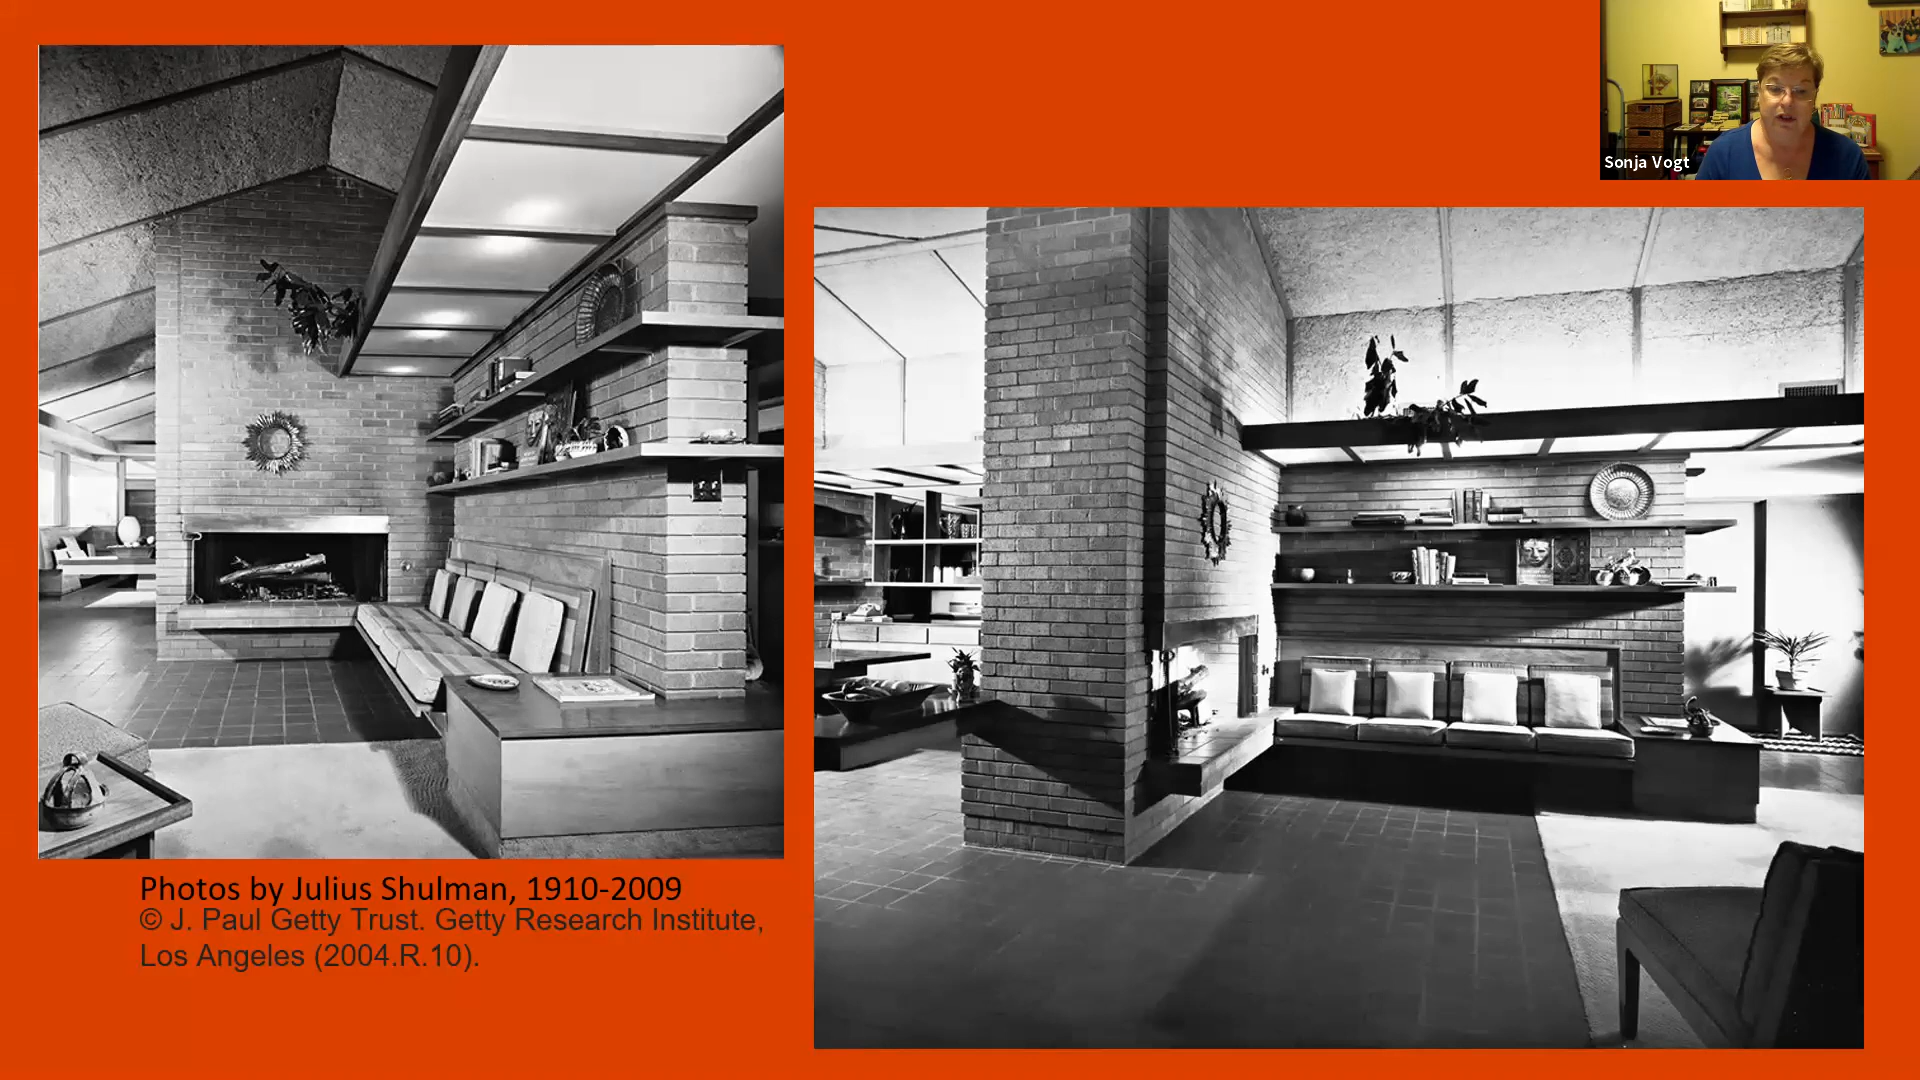 Sonja Vogt
Photos by Julius Shulman, 1910-2009
© J. Paul Getty Trust. Getty Research Institute,
Los Angeles (2004.R.10).